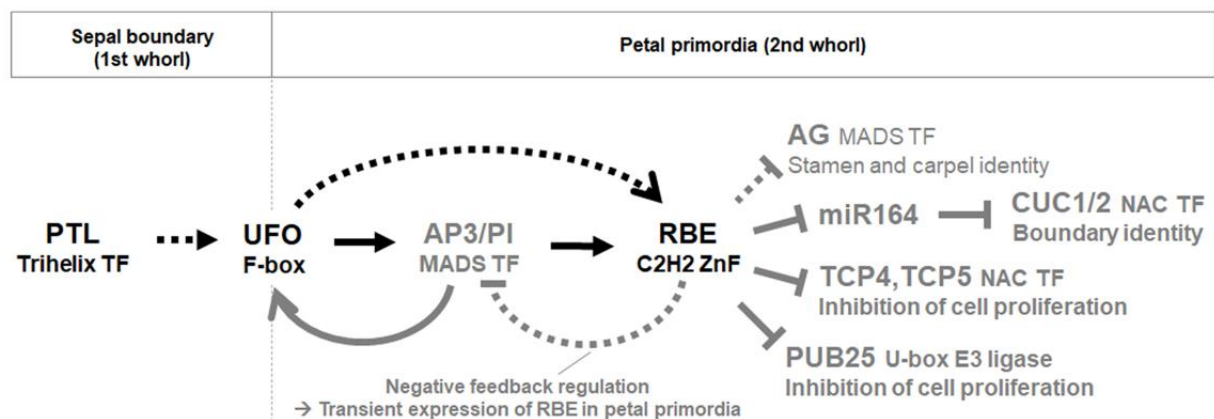 Sepal boundary
(1st whorl)
Petal primordia (2nd whorl)
AG MADS TF
Stamen and carpel identity
PTL
Trihelix TF
UFO
F-box
AP3/PI
MADS TF
RBE
C2H2 ZnF
miR164
CUC1/2 NAC TF
Boundary identity
TCP4,TCP5 NAC TF
Inhibition of cell proliferation
PUB25 U-box E3 ligase
Inhibition of cell proliferation
Negative feedback regulation
→ Transient expression of RBE in petal primordia